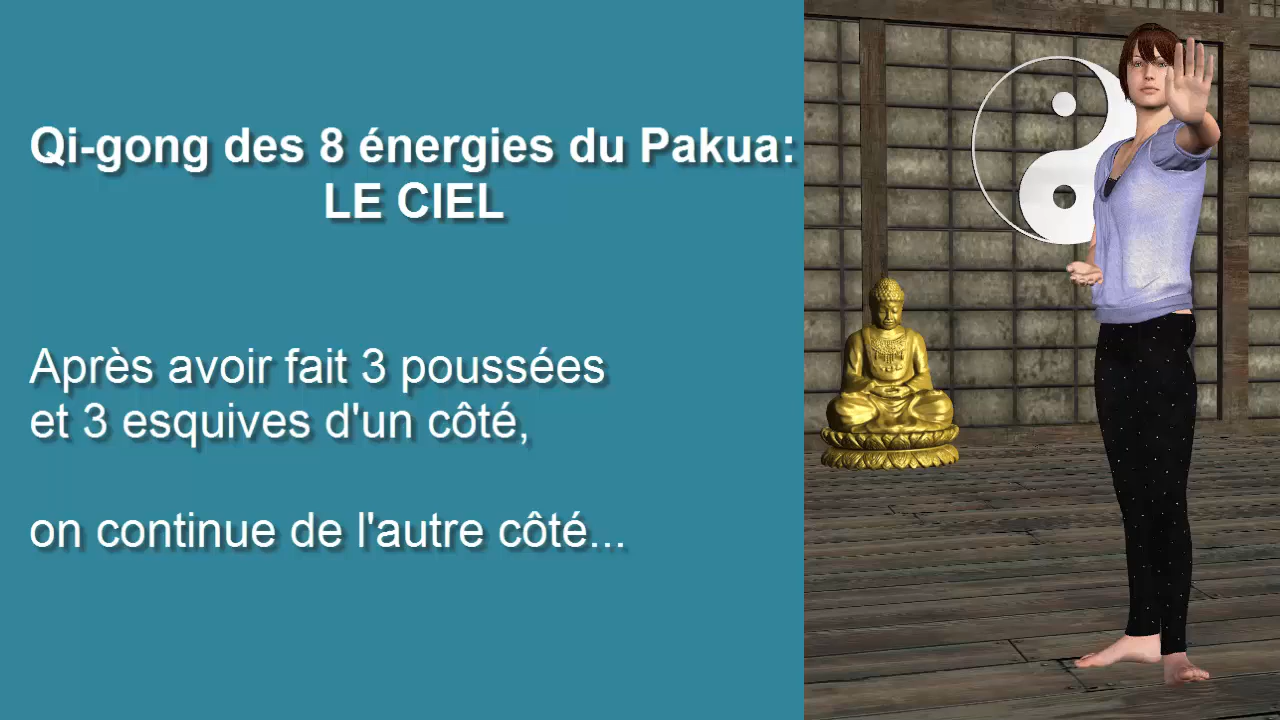 Qi-gong des 8 énergies du Pakua:
LE CIEL
Après avoir fait 3 poussées
et 3 esquives d'un côté,
on continue de l'autre côté...